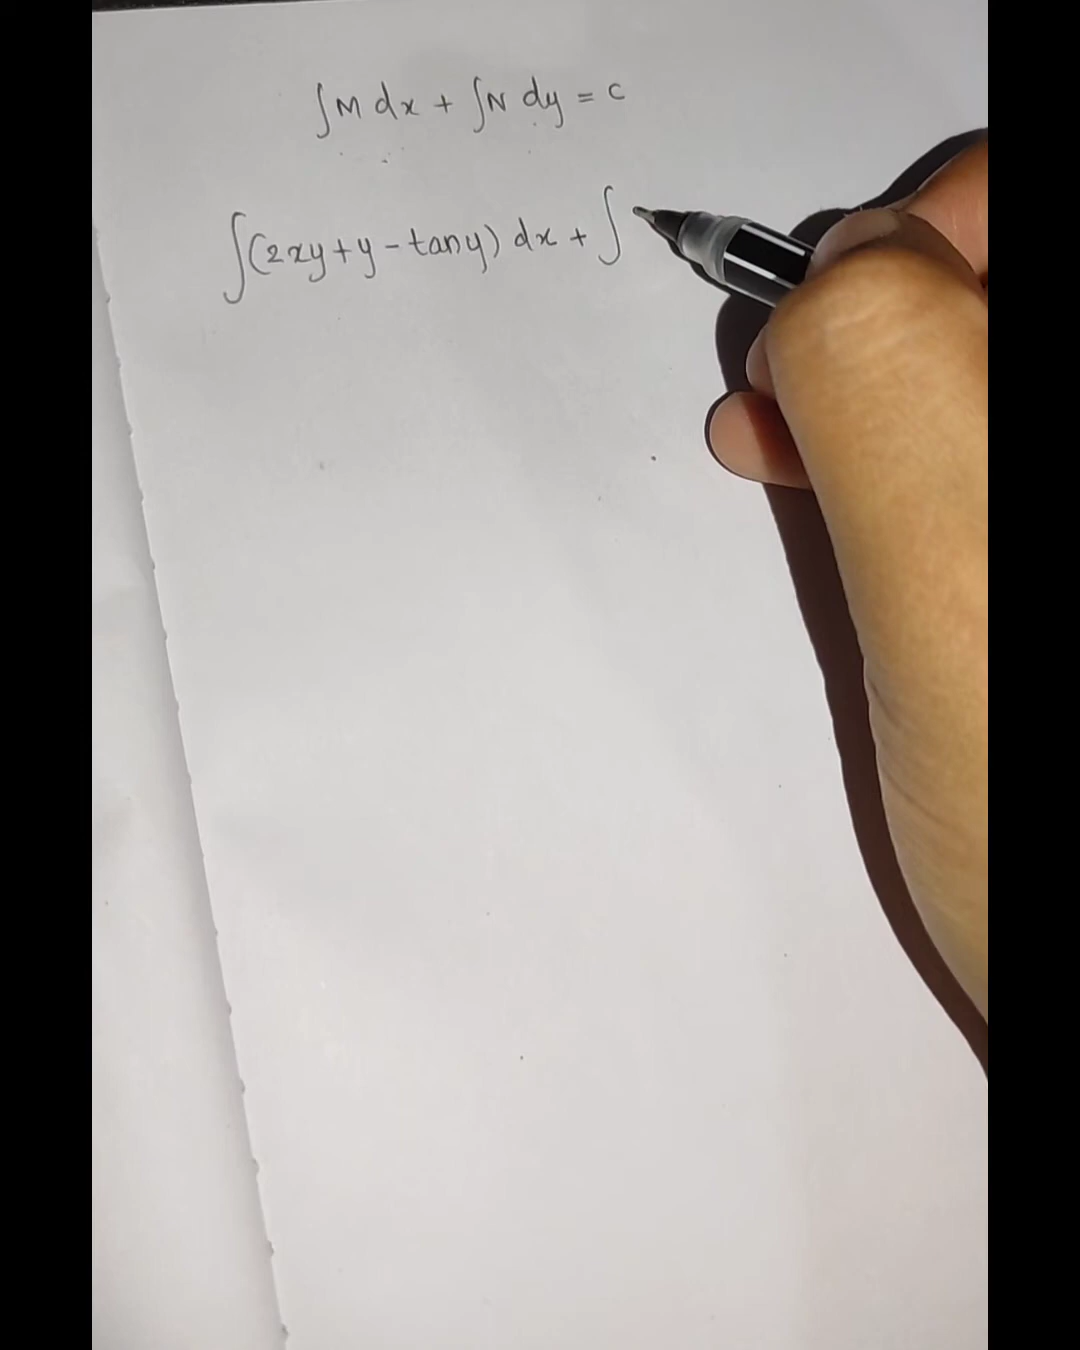 ∫M dx + ∫N dy = c
∫(2xy + y - tany) dx + ∫